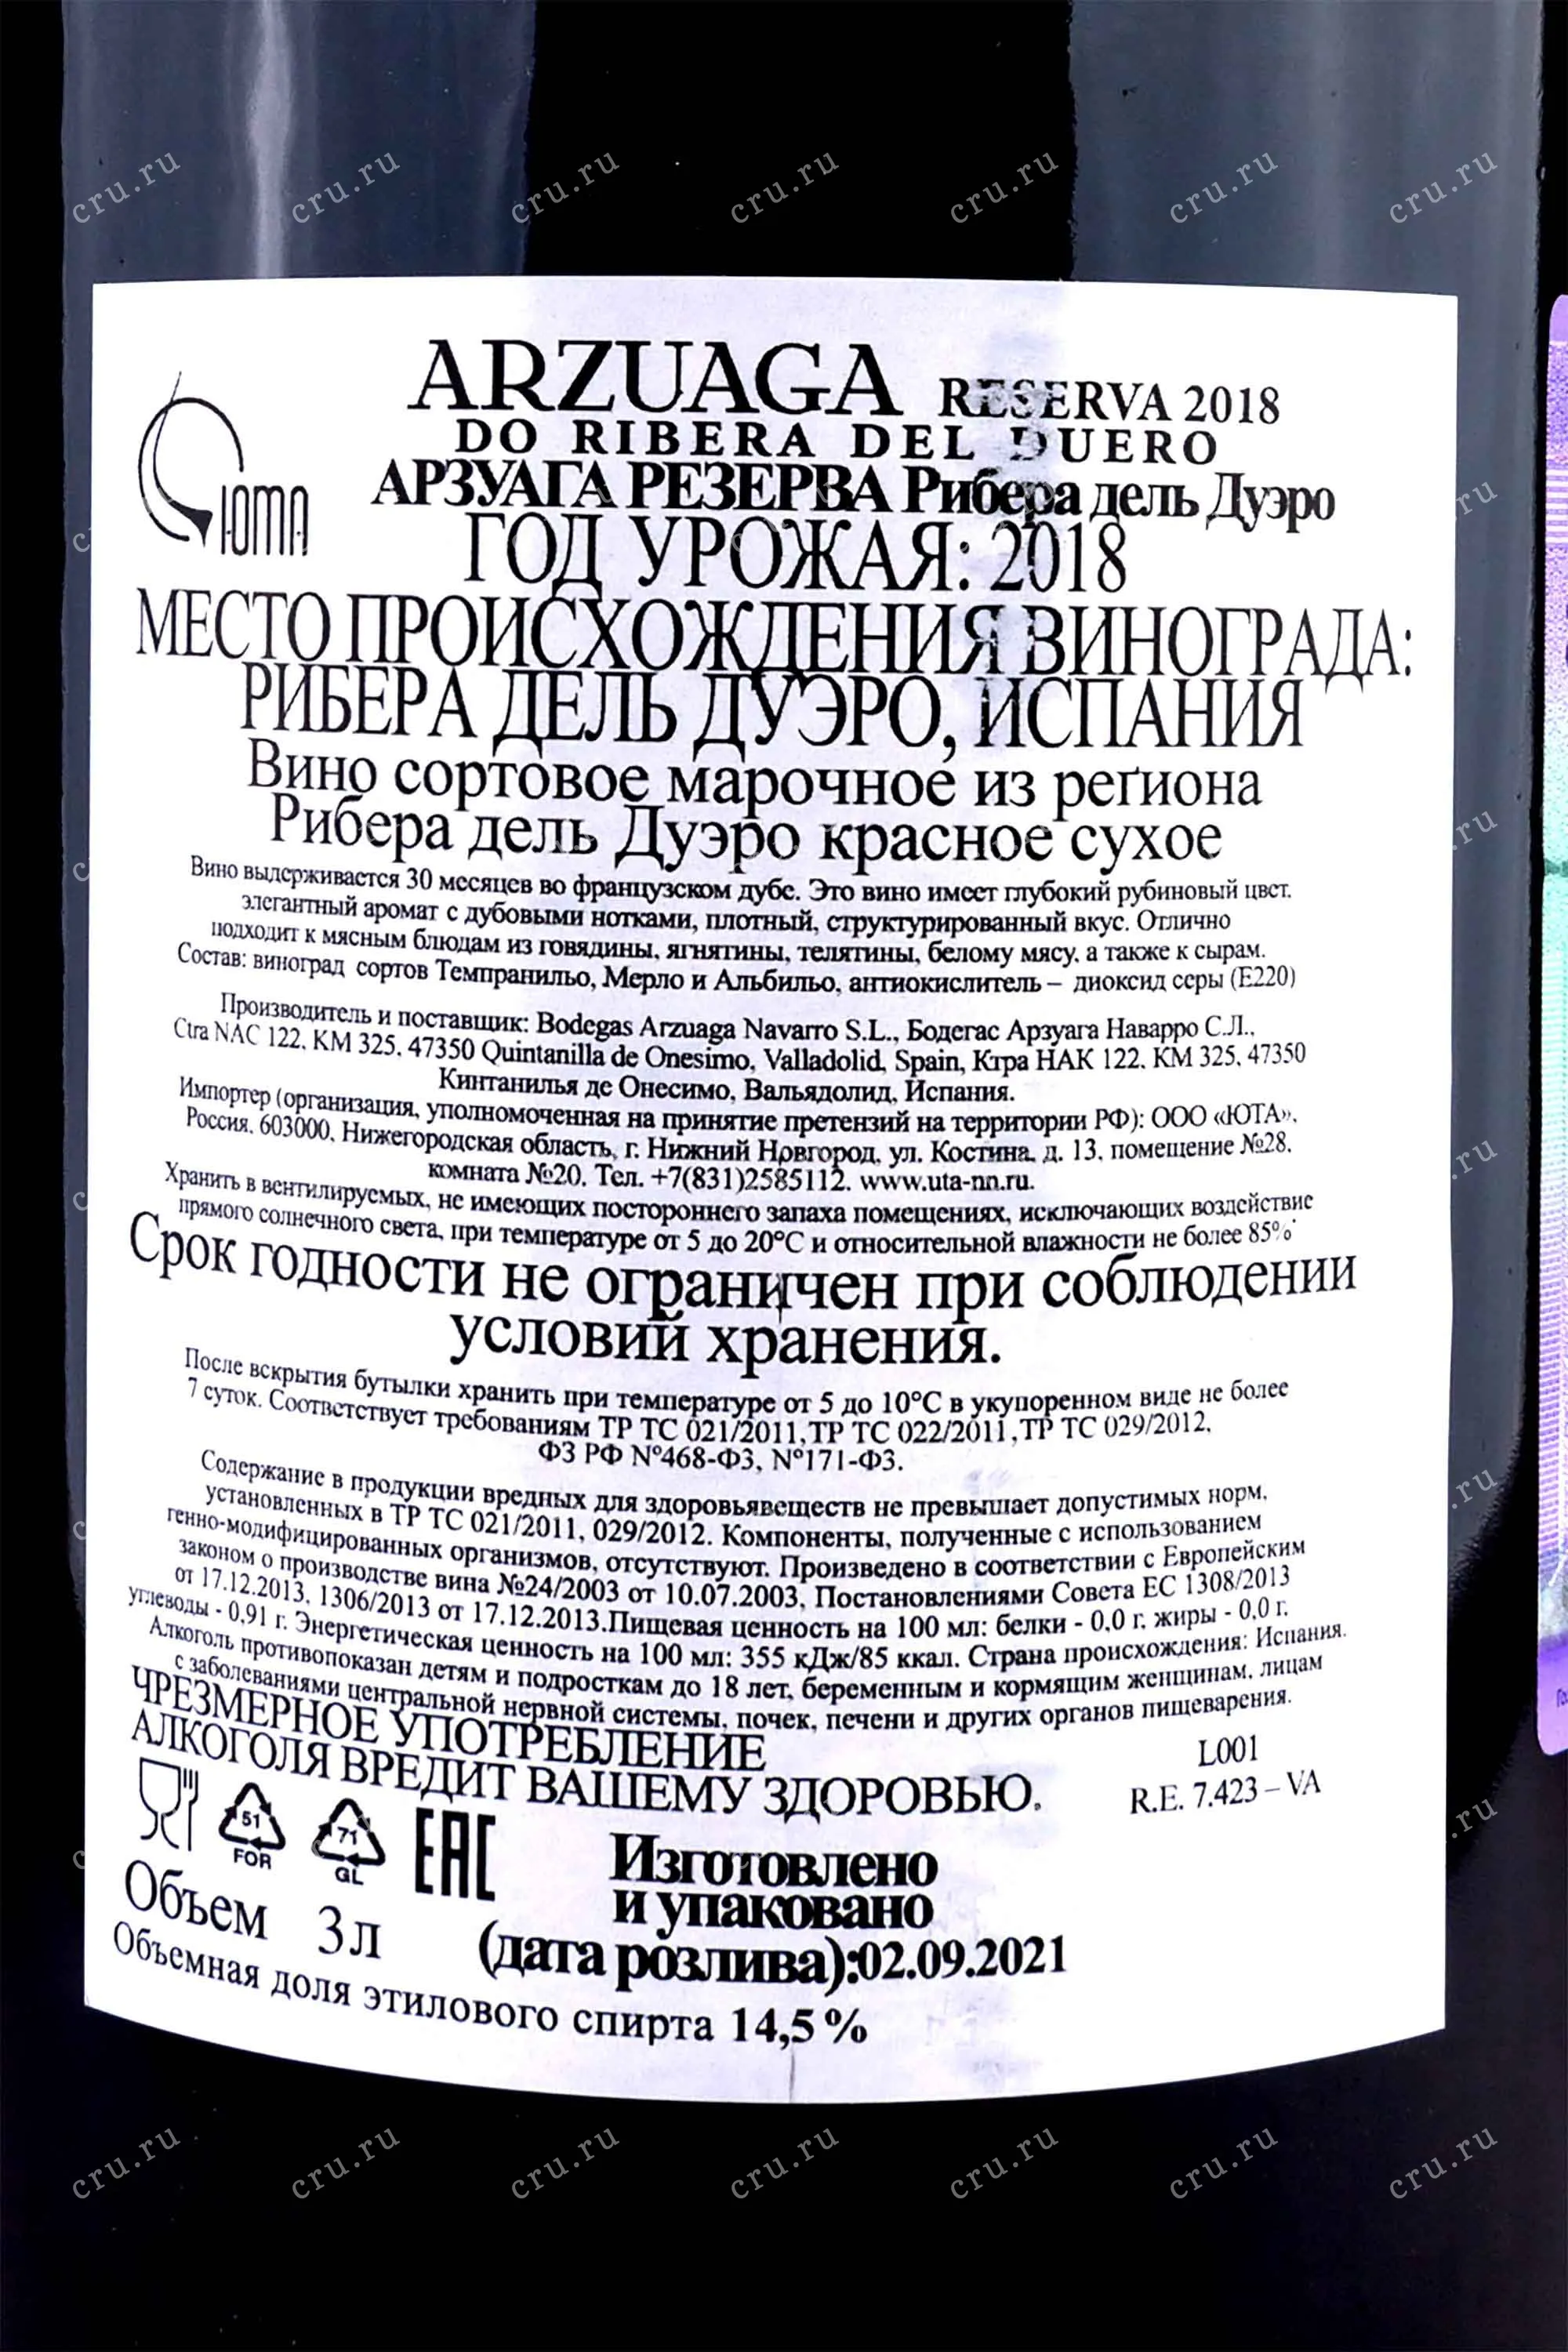 ARZUAGA RESERVA 2018
DO RIBERA DEL DUERO
АРЗУАГА РЕЗЕРВА Рибера дель Дуэро
ГОД УРОЖАЯ: 2018
МЕСТО ПРОИСХОЖДЕНИЯ ВИНОГРАДА:
РИБЕРА ДЕЛЬ ДУЭРО, ИСПАНИЯ
Вино сортовое марочное из региона
Рибера дель Дуэро красное сухое
Вино выдерживается 30 месяцев во французском дубе. Это вино имеет глубокий рубиновый цвет.
элегантный аромат с дубовыми нотками, плотный, структурированный вкус. Отлично
подходит к мясным блюдам из говядины, ягнятины, телятины, белому мясу, а также к сырам.
Состав: виноград сортов Темпранильо, Мерло и Альбильо, антиокислитель – диоксид серы (Е220)
Производитель и поставщик: Bodegas Arzuaga Navarro S.L., Бодегас Арзуага Наварро С.Л.,
Ctra NAC 122, KM 325, 47350 Quintanilla de Onesimo, Valladolid, Spain, Ктра НАК 122, КМ 325, 47350
Кинтанилья де Онесимо, Вальядолид, Испания.
Импортер (организация, уполномоченная на принятие претензий на территории РФ): ООО «ЮТА»,
Россия, 603000, Нижегородская область, г. Нижний Новгород, ул. Костина, д. 13, помещение №28,
комната №20. Тел. +7(831)2585112. www.uta-nn.ru.
Хранить в вентилируемых, не имеющих постороннего запаха помещениях, исключающих воздействие
прямого солнечного света, при температуре от 5 до 20°С и относительной влажности не более 85%
Срок годности не ограничен при соблюдении
условий хранения.
После вскрытия бутылки хранить при температуре от 5 до 10°С в укупоренном виде не более
7 суток. Соответствует требованиям ТР ТС 021/2011,ТР ТС 022/2011,ТР ТС 029/2012,
ФЗ РФ N°468-ФЗ, N°171-ФЗ.
Содержание в продукции вредных для здоровьявеществ не превышает допустимых норм,
установленных в ТР ТС 021/2011, 029/2012. Компоненты, полученные с использованием
генно-модифицированных организмов, отсутствуют. Произведено в соответствии с Европейским
законом о производстве вина №24/2003 от 10.07.2003, Постановлениями Совета ЕС 1308/2013
от 17.12.2013, 1306/2013 от 17.12.2013.Пищевая ценность на 100 мл: белки - 0,0 г, жиры - 0,0 г,
углеводы - 0,91 г. Энергетическая ценность на 100 мл: 355 кДж/85 ккал. Страна происхождения: Испания.
Алкоголь противопоказан детям и подросткам до 18 лет, беременным и кормящим женщинам, лицам
с заболеваниями центральной нервной системы, почек, печени и других органов пищеварения.
ЧРЕЗМЕРНОЕ УПОТРЕБЛЕНИЕ
АЛКОГОЛЯ ВРЕДИТ ВАШЕМУ ЗДОРОВЬЮ.
L001
R.E. 7.423 – VA
51
FOR
71
GL
ЕАС
Изготовлено
и упаковано
(дата розлива):02.09.2021
Объем 3л
Объемная доля этилового спирта 14,5%
cru.ru